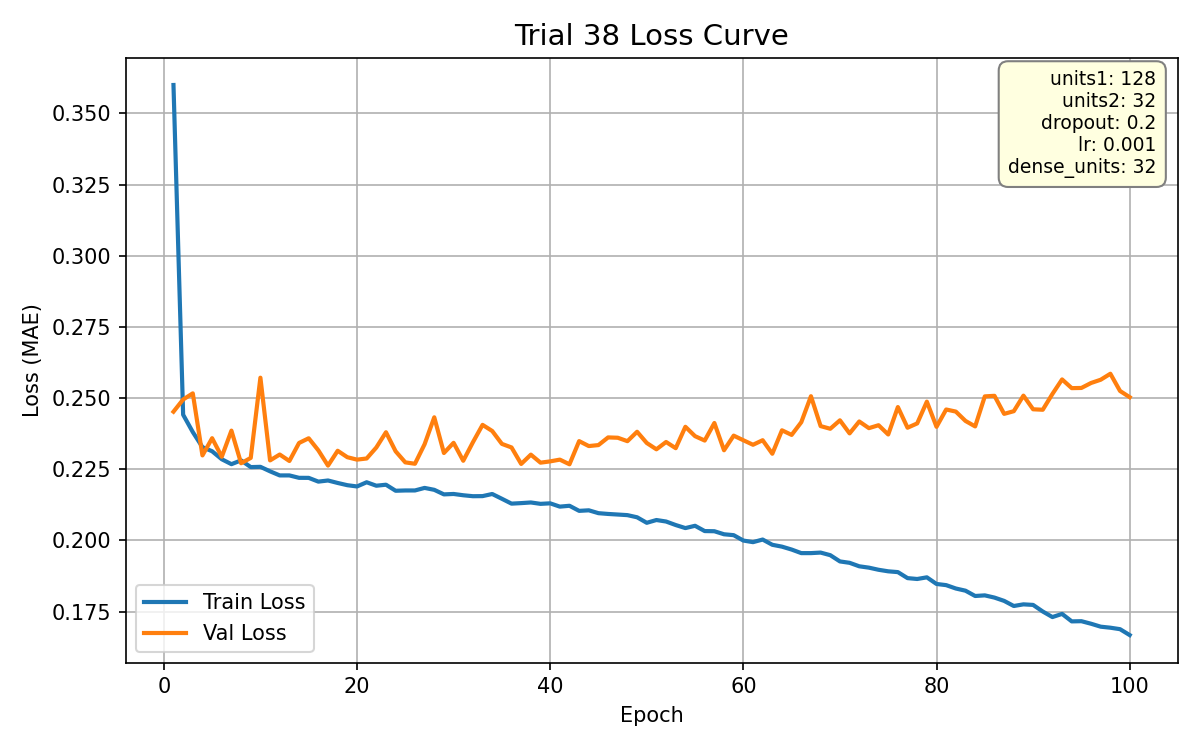 Trial 38 Loss Curve
units1: 128
units2: 32
dropout: 0.2
lr: 0.001
dense_units: 32
Loss (MAE)
0.350
0.325
0.300
0.275
0.250
0.225
0.200
0.175
Train Loss
Val Loss
0 20 40 60 80 100
Epoch